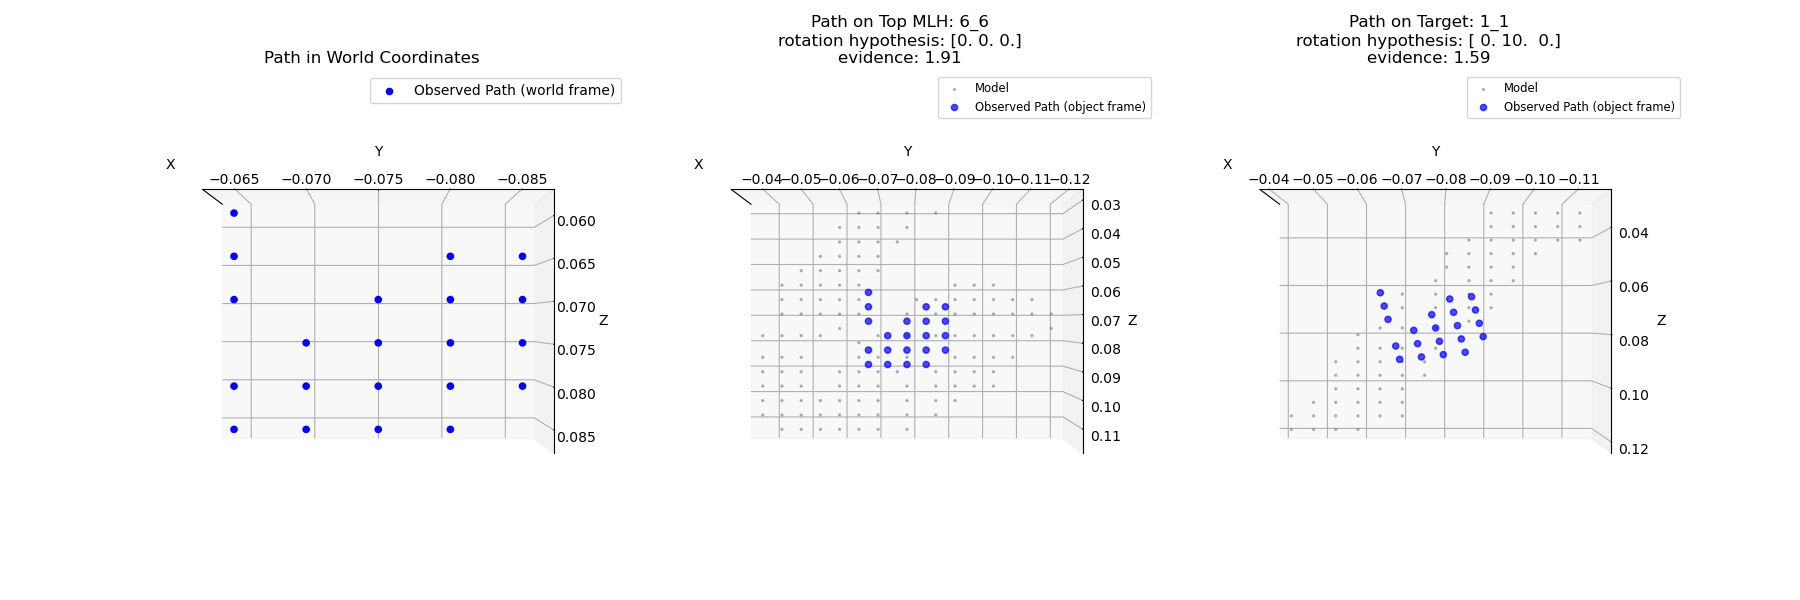 Path in World Coordinates
Observed Path (world frame)
X
Y
−0.065 −0.070 −0.075 −0.080 −0.085
0.060
0.065
0.070
Z
0.075
0.080
0.085
Path on Top MLH: 6_6
rotation hypothesis: [0. 0. 0.]
evidence: 1.91
Model
Observed Path (object frame)
X
Y
−0.04 −0.05 −0.06 −0.07 −0.08 −0.09 −0.10 −0.11 −0.12
0.03
0.04
0.05
0.06
0.07 Z
0.08
0.09
0.10
0.11
Path on Target: 1_1
rotation hypothesis: [ 0. 10.  0.]
evidence: 1.59
Model
Observed Path (object frame)
X
Y
−0.04 −0.05 −0.06 −0.07 −0.08 −0.09 −0.10 −0.11
0.04
0.06
Z
0.08
0.10
0.12